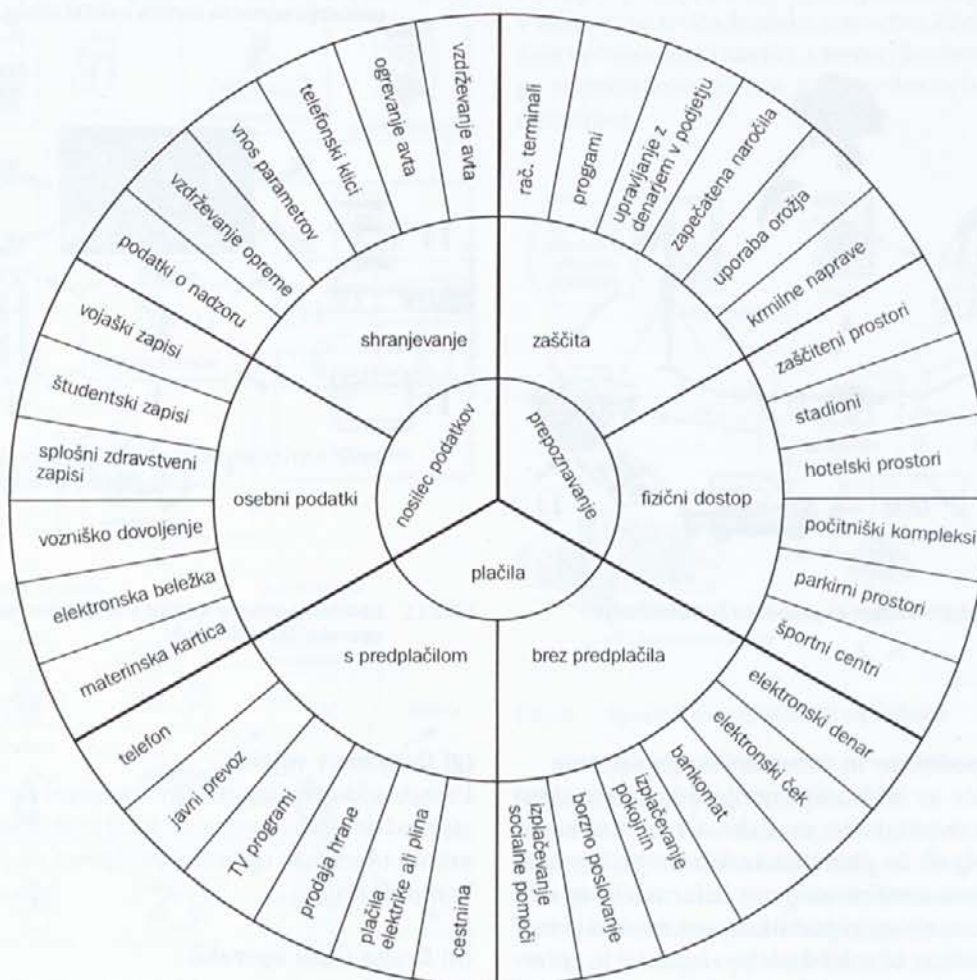 nosilec podatkov
prepoznavanje
plačila
shranjevanje
zaščita
fizični dostop
brez predplačila
s predplačilom
osebni podatki
rač. terminali
programi
upravljanje z
denarjem v podjetju
zapečatena naročila
uporaba orožja
krmilne naprave
zaščiteni prostori
stadioni
hotelski prostori
počitniški kompleksi
parkirni prostori
športni centri
elektronski denar
elektronski ček
bankomat
izplačevanje
pokojnin
borzno poslovanje
izplačevanje
socialne pomoči
cestnina
plačila
elektrike ali plina
prodaja hrane
TV programi
javni prevoz
telefon
materinska kartica
elektronska beležka
vozniško dovoljenje
splošni zdravstveni
zapisi
študentski zapisi
vojaški zapisi
podatki o nadzoru
vzdrževanje opreme
vnos parametrov
telefonski klici
ogrevanje avta
vzdrževanje avta